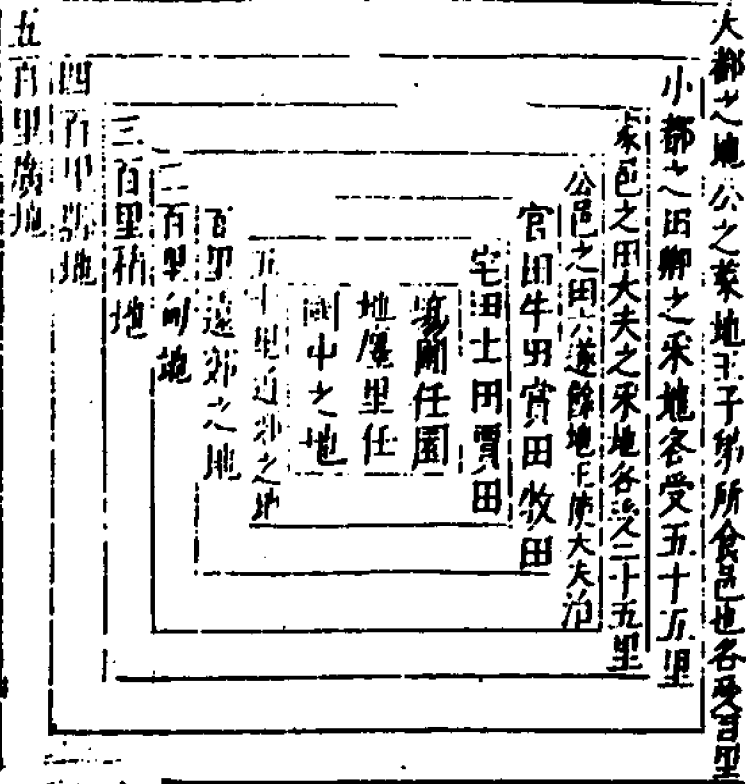 大都之地公之菜地王子弟所食邑也各受百里
小都之田卿之采地各受五十五里
家邑之田大夫之采地各受二十五里
公邑之田六遂餘地王使大夫治
官田牛田賞田牧田
宅田士田賈田
場圃任園
地廛里任
國中之地
五十里近郊之地
百里遠郊之地
二百里甸地
三百里稍地
四百里縣地
五百里畺地